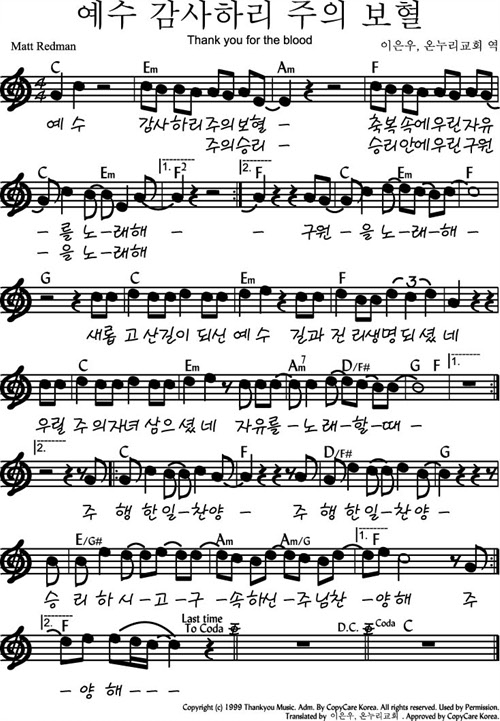 예수 감사하리 주의 보혈
Thank you for the blood
Matt Redman
이은우, 온누리교회 역
C Em Am F
예 수 감사하리주의보혈 - 축복속에우린자유
주의승리 - 승리안에우린구원
C Em 1. F2 2. F C Em F
- 를 노 - 래해 - - 구원 - 을 노 - 래 - 해 -
- 을 노 - 래해
G C Em F 3
새롭 고 산길이 되신 예 수 길과 진 리생명되셨 네
C Em Am7 D/F# G F 1.
우릴 주의자녀 삼으셨네 자유를 - 노 - 래 - 할 - 때 -
2. G C F D/F# G
주 행 한일 - 찬양 - 주 행 한일 - 찬양 -
E/G# Am Am/G 1. F
승 리 하 시 - 고 - 구 - 속하신 - 주님찬 - 양해 주
2. F Last time To Coda D.C. Coda C
- 양 해 - - -
Copyright (c) 1999 Thankyou Music. Adm. By CopyCare Korea. All rights reserved. Used by Permission.
Translated by 이은우, 온누리교회 . Approved by CopyCare Korea.